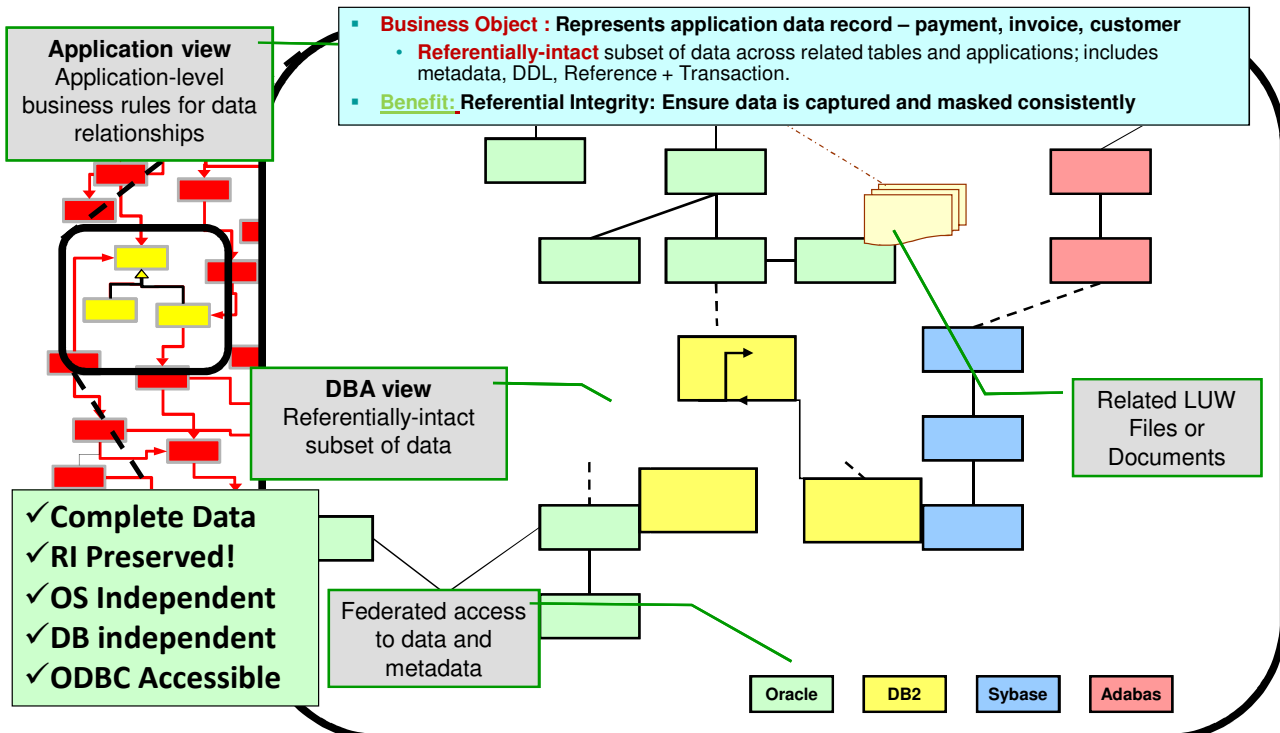 ▪ Business Object : Represents application data record – payment, invoice, customer
• Referentially-intact subset of data across related tables and applications; includes
metadata, DDL, Reference + Transaction.
▪ Benefit: Referential Integrity: Ensure data is captured and masked consistently
Application view
Application-level
business rules for data
relationships
DBA view
Referentially-intact
subset of data
Related LUW
Files or
Documents
✓Complete Data
✓RI Preserved!
✓OS Independent
✓DB independent
✓ODBC Accessible
Federated access
to data and
metadata
Oracle
DB2
Sybase
Adabas